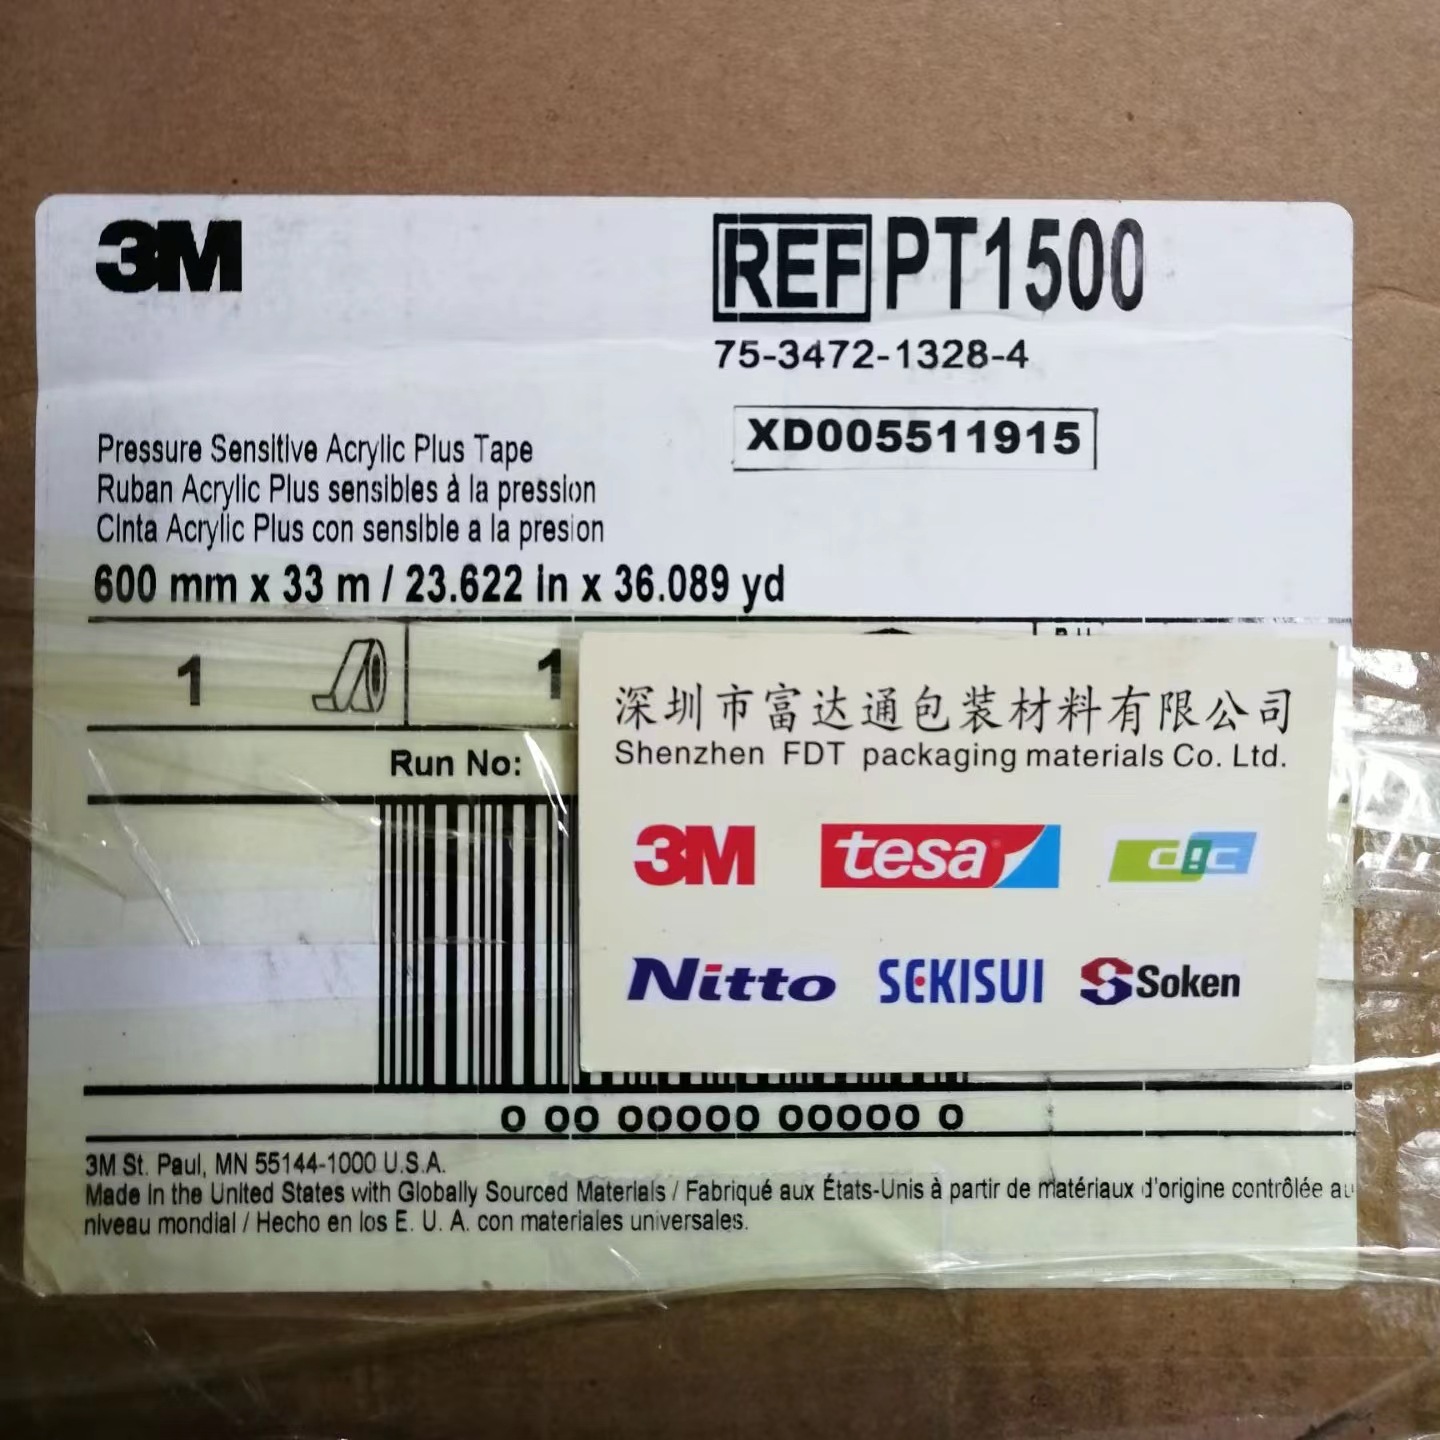 3M
REF PT1500
75-3472-1328-4
XD005511915
Pressure Sensitive Acrylic Plus Tape
Ruban Acrylic Plus sensibles à la pression
Cinta Acrylic Plus con sensible a la presion
600 mm x 33 m / 23.622 in x 36.089 yd
1
1
Run No:
深圳市富达通包装材料有限公司
Shenzhen FDT packaging materials Co. Ltd.
3M tesa dic
Nitto SEKISUI Soken
0 00 00000 00000 0
3M St. Paul, MN 55144-1000 U.S.A.
Made in the United States with Globally Sourced Materials / Fabriqué aux États-Unis à partir de matériaux d'origine contrôlée au
niveau mondial / Hecho en los E. U. A. con materiales universales.